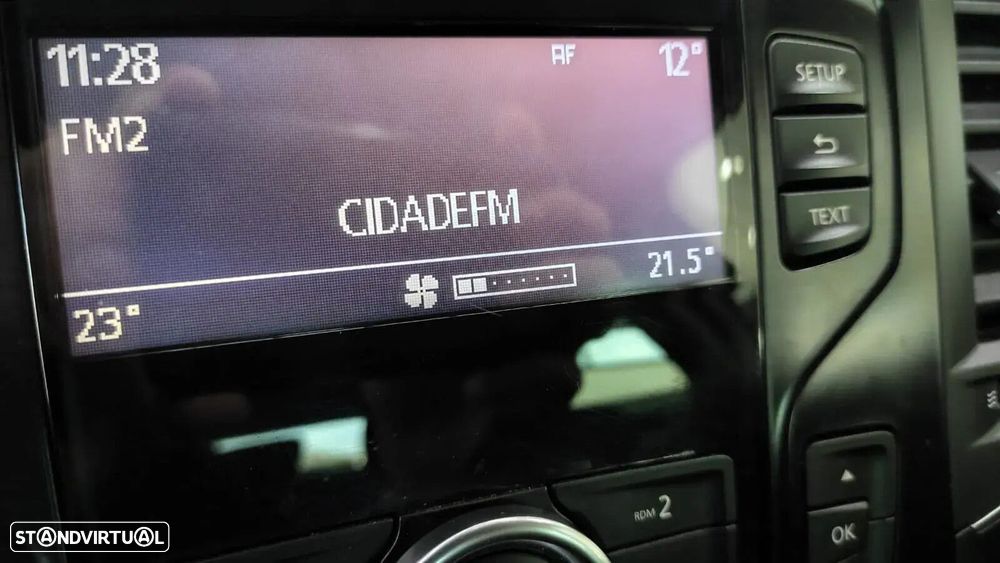 11:28 AF 12°
FM2
CIDADEFM
23° 21.5°
SETUP
TEXT
RDM 2
OK
STANDVIRTUAL